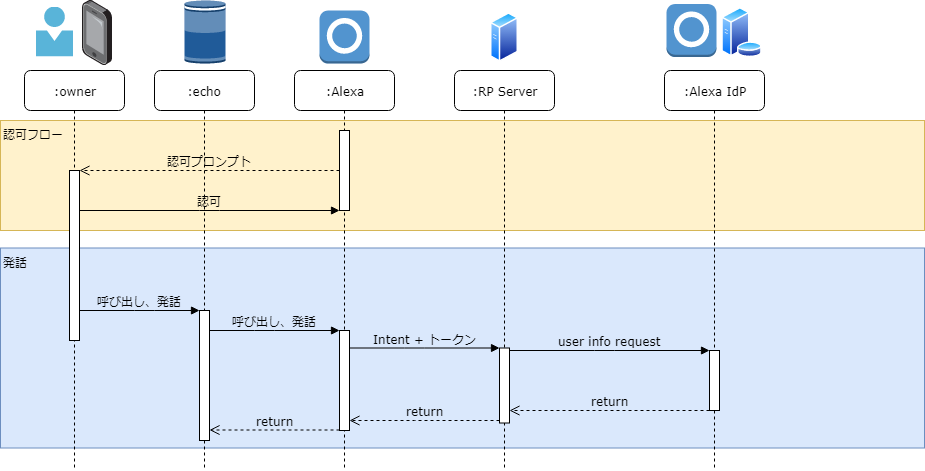 :owner
:echo
:Alexa
:RP Server
:Alexa IdP
認可フロー
認可プロンプト
認可
発話
呼び出し、発話
呼び出し、発話
Intent + トークン
user info request
return
return
return